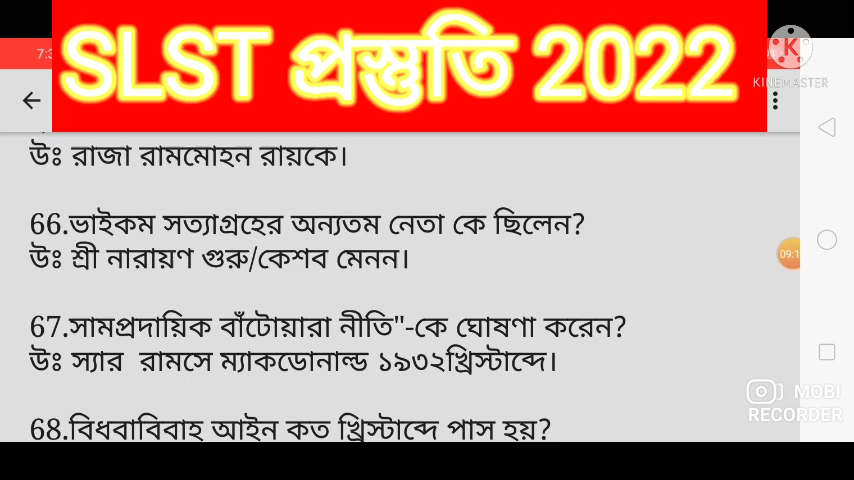 SLST প্রস্তুতি 2022
KINEMASTER
উঃ রাজা রামমোহন রায়কে।
66.ভাইকম সত্যাগ্রহের অন্যতম নেতা কে ছিলেন?
উঃ শ্রী নারায়ণ গুরু/কেশব মেনন।
67.সামপ্রদায়িক বাঁটোয়ারা নীতি"-কে ঘোষণা করেন?
উঃ স্যার রামসে ম্যাকডোনাল্ড ১৯৩২খ্রিস্টাব্দে।
68.বিধবাবিবাহ আইন কত খ্রিস্টাব্দে পাস হয়?
MOBI
RECORDER